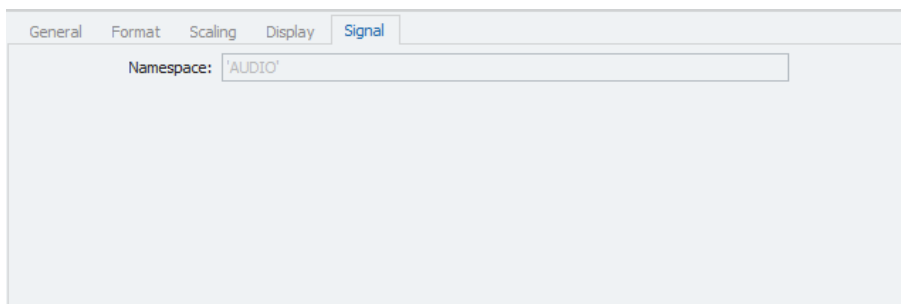 General Format Scaling Display Signal
Namespace: 'AUDIO'